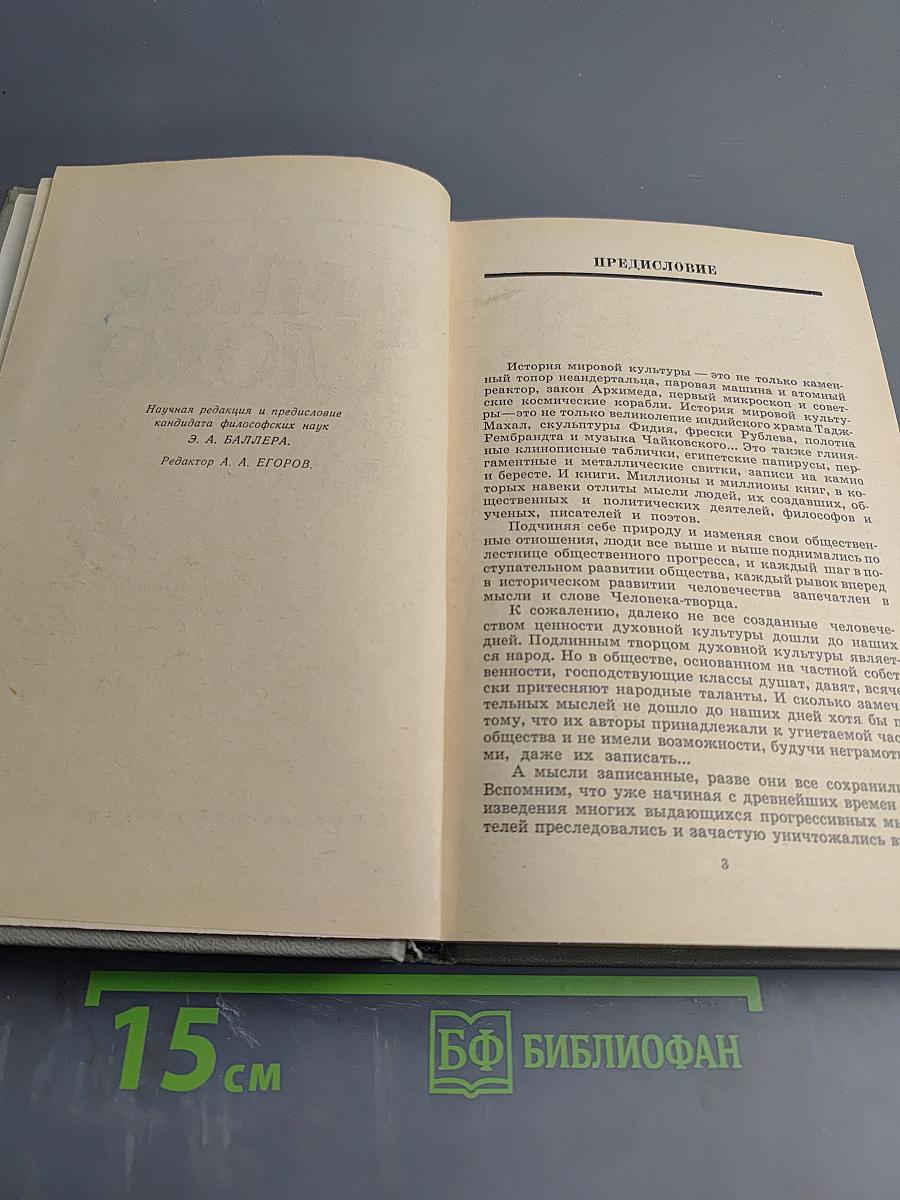 Научная редакция и предисловие
кандидата философских наук
Э. А. БАЛЛЕРА.
Редактор А. А. ЕГОРОВ.
ПРЕДИСЛОВИЕ
История мировой культуры — это не только камен-
ный топор неандертальца, паровая машина и атомный
реактор, закон Архимеда, первый микроскоп и совет-
ские космические корабли. История мировой культу-
ры—это не только великолепие индийского храма Тадж-
Махал, скульптуры Фидия, фрески Рублева, полотна
Рембрандта и музыка Чайковского... Это также глиня-
ные клинописные таблички, египетские папирусы, пер-
гаментные и металлические свитки, записи на камне
и бересте. И книги. Миллионы и миллионы книг, в ко-
торых навеки отлиты мысли людей, их создавших, об-
щественных и политических деятелей, философов и
ученых, писателей и поэтов.
Подчиняя себе природу и изменяя свои обществен-
ные отношения, люди все выше и выше поднимались по
лестнице общественного прогресса, и каждый шаг в по-
ступательном развитии общества, каждый рывок вперед
в историческом развитии человечества запечатлен в
мысли и слове Человека-творца.
К сожалению, далеко не все созданные человече-
ством ценности духовной культуры дошли до наших
дней. Подлинным творцом духовной культуры являет-
ся народ. Но в обществе, основанном на частной собст
венности, господствующие классы душат, давят, всяче
ски притесняют народные таланты. И сколько замеч
тельных мыслей не дошло до наших дней хотя бы п
тому, что их авторы принадлежали к угнетаемой час
общества и не имели возможности, будучи неграмот
ми, даже их записать...
А мысли записанные, разве они все сохранили
Вспомним, что уже начиная с древнейших времен
изведения многих выдающихся прогрессивных мы
телей преследовались и зачастую уничтожались в
3
15 см
БФ БИБЛИОФАН